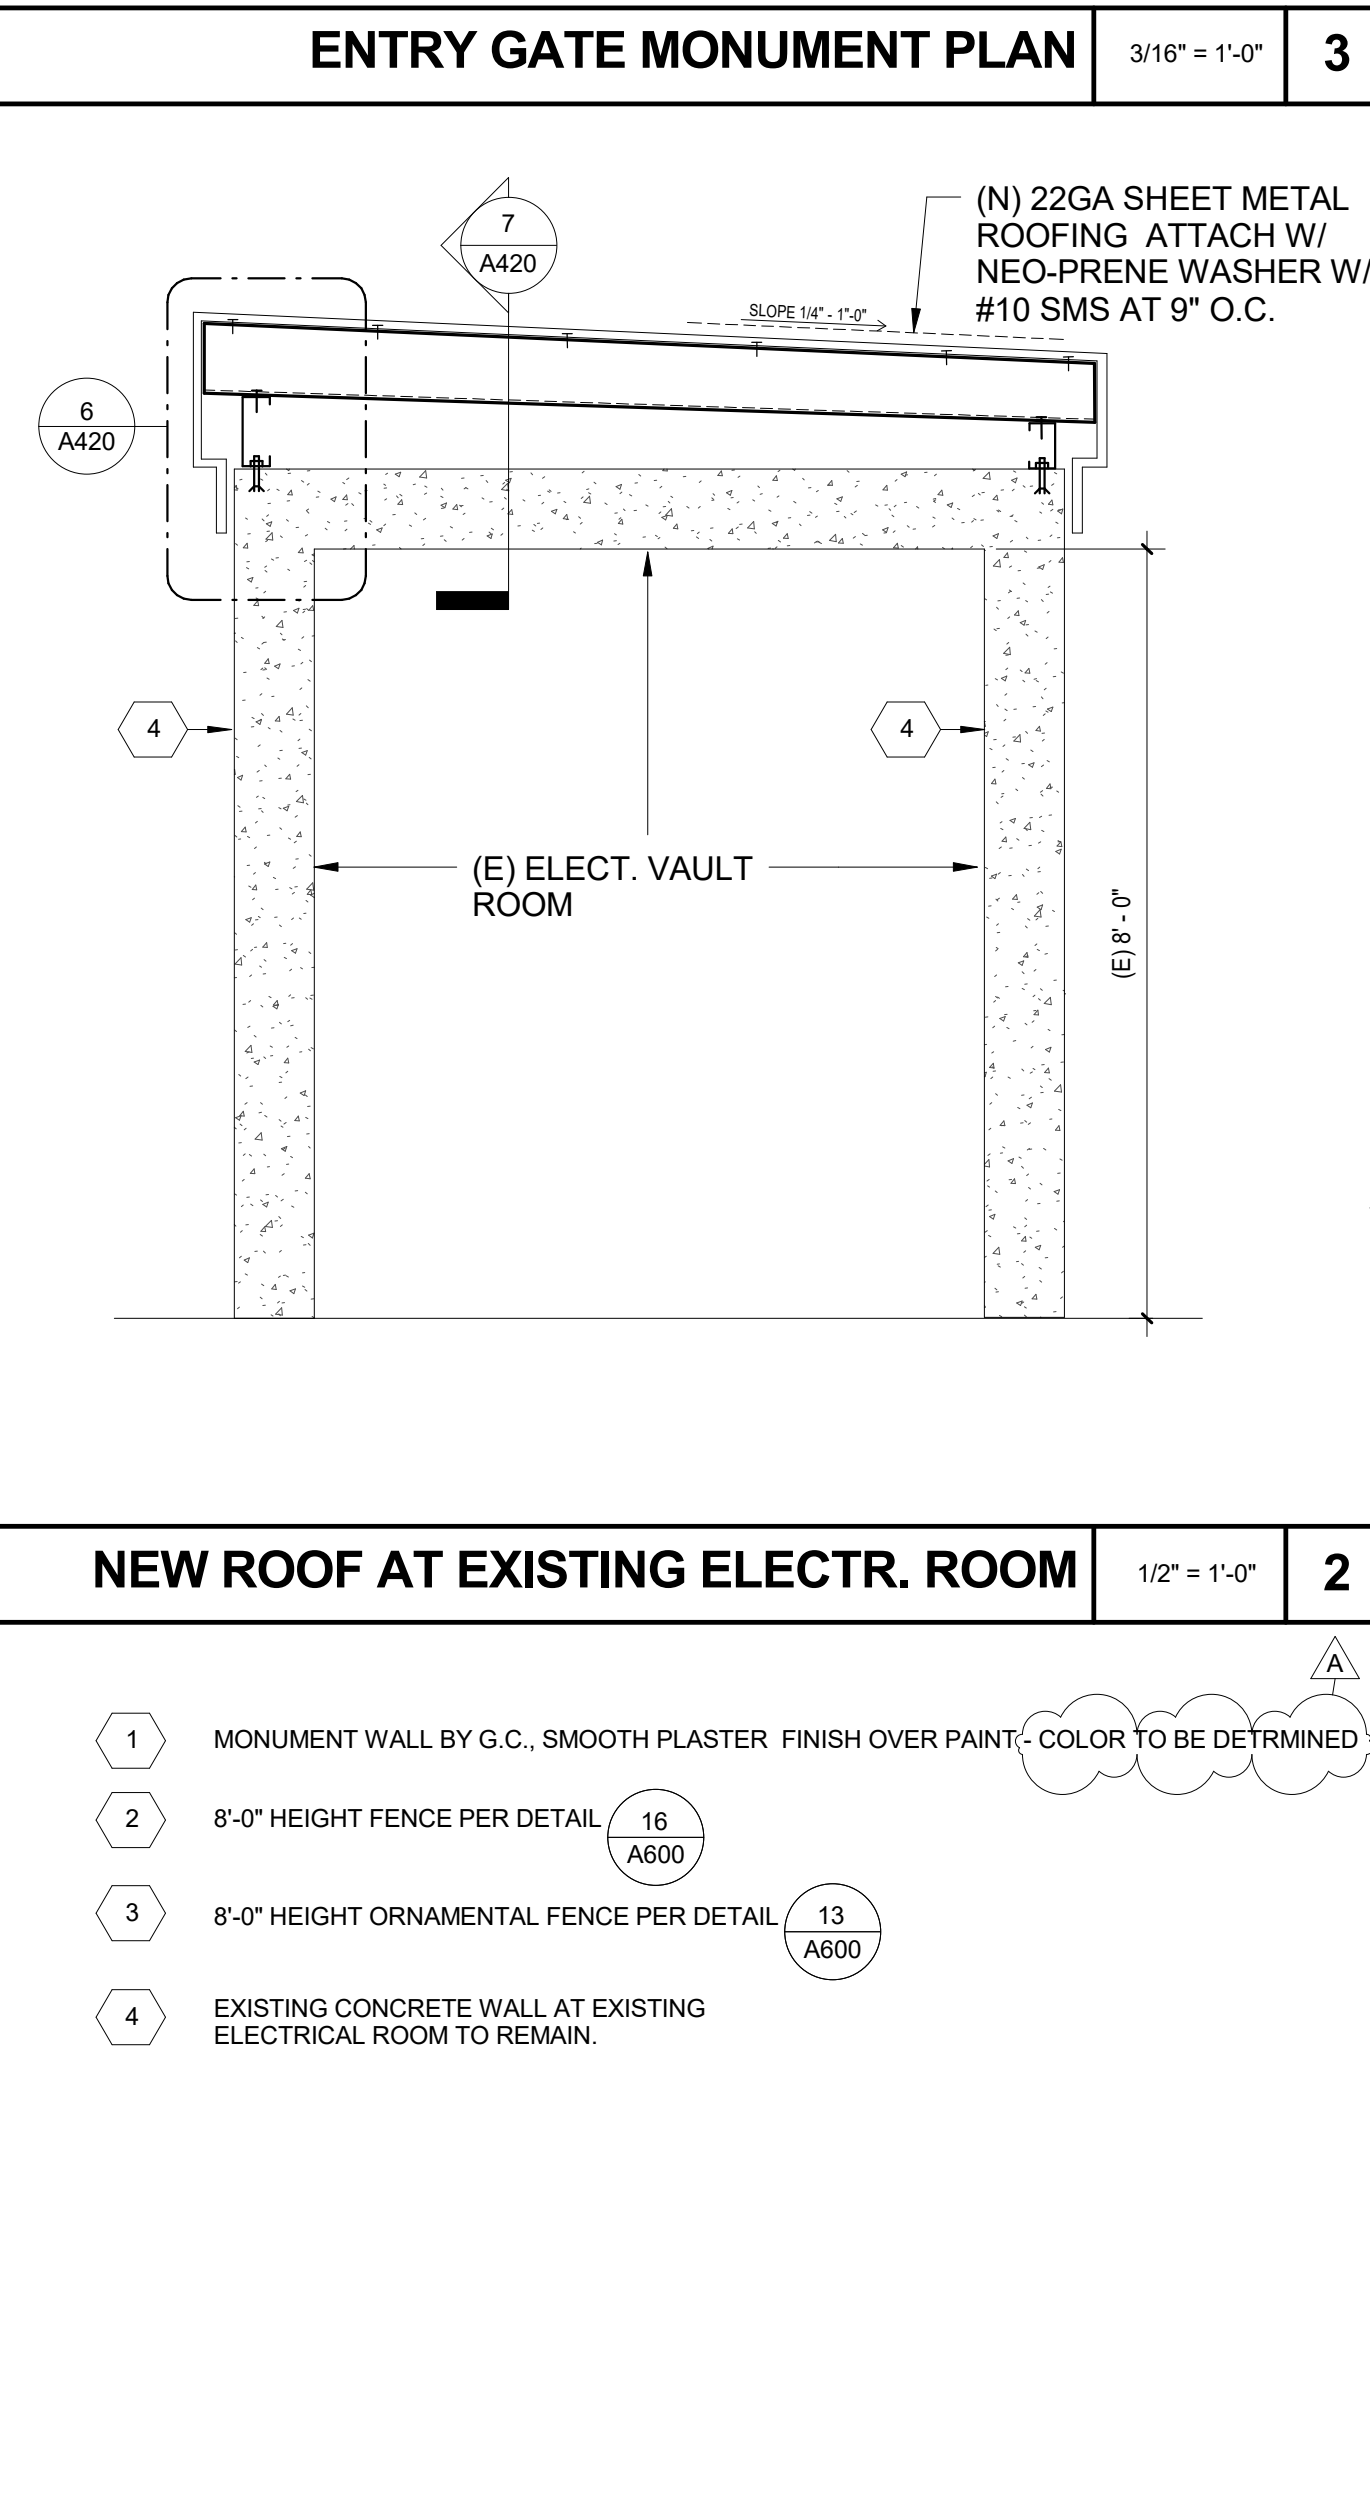 ENTRY GATE MONUMENT PLAN
3/16" = 1'-0"
3
7
A420
(N) 22GA SHEET METAL
ROOFING ATTACH W/
NEO-PRENE WASHER W/
#10 SMS AT 9" O.C.
SLOPE 1/4" - 1"-0"
6
A420
4
4
(E) ELECT. VAULT
ROOM
(E) 8' - 0"
NEW ROOF AT EXISTING ELECTR. ROOM
1/2" = 1'-0"
2
A
1
MONUMENT WALL BY G.C., SMOOTH PLASTER FINISH OVER PAINT - COLOR TO BE DETRMINED
2
8'-0" HEIGHT FENCE PER DETAIL
16
A600
3
8'-0" HEIGHT ORNAMENTAL FENCE PER DETAIL
13
A600
4
EXISTING CONCRETE WALL AT EXISTING
ELECTRICAL ROOM TO REMAIN.